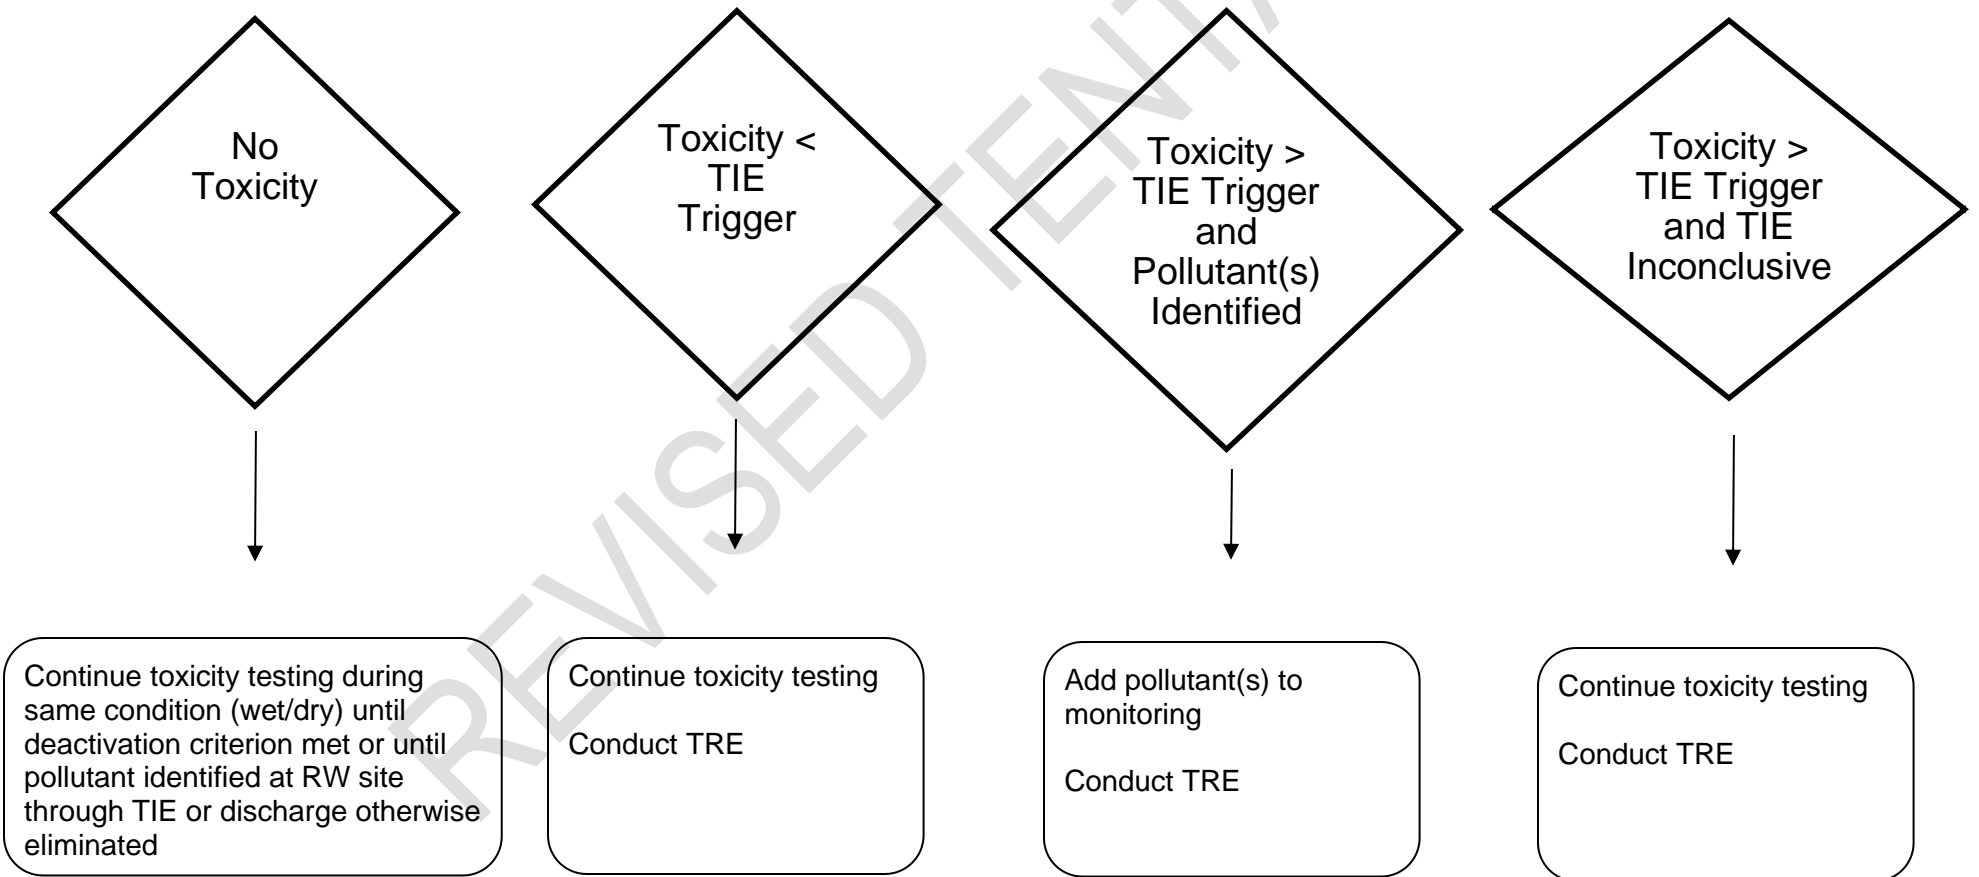 No
Toxicity
Toxicity <
TIE
Trigger
Toxicity >
TIE Trigger
and
Pollutant(s)
Identified
Toxicity >
TIE Trigger
and TIE
Inconclusive
Continue toxicity testing during
same condition (wet/dry) until
deactivation criterion met or until
pollutant identified at RW site
through TIE or discharge otherwise
eliminated
Continue toxicity testing
Conduct TRE
Add pollutant(s) to
monitoring
Conduct TRE
Continue toxicity testing
Conduct TRE
REVISED TENTA